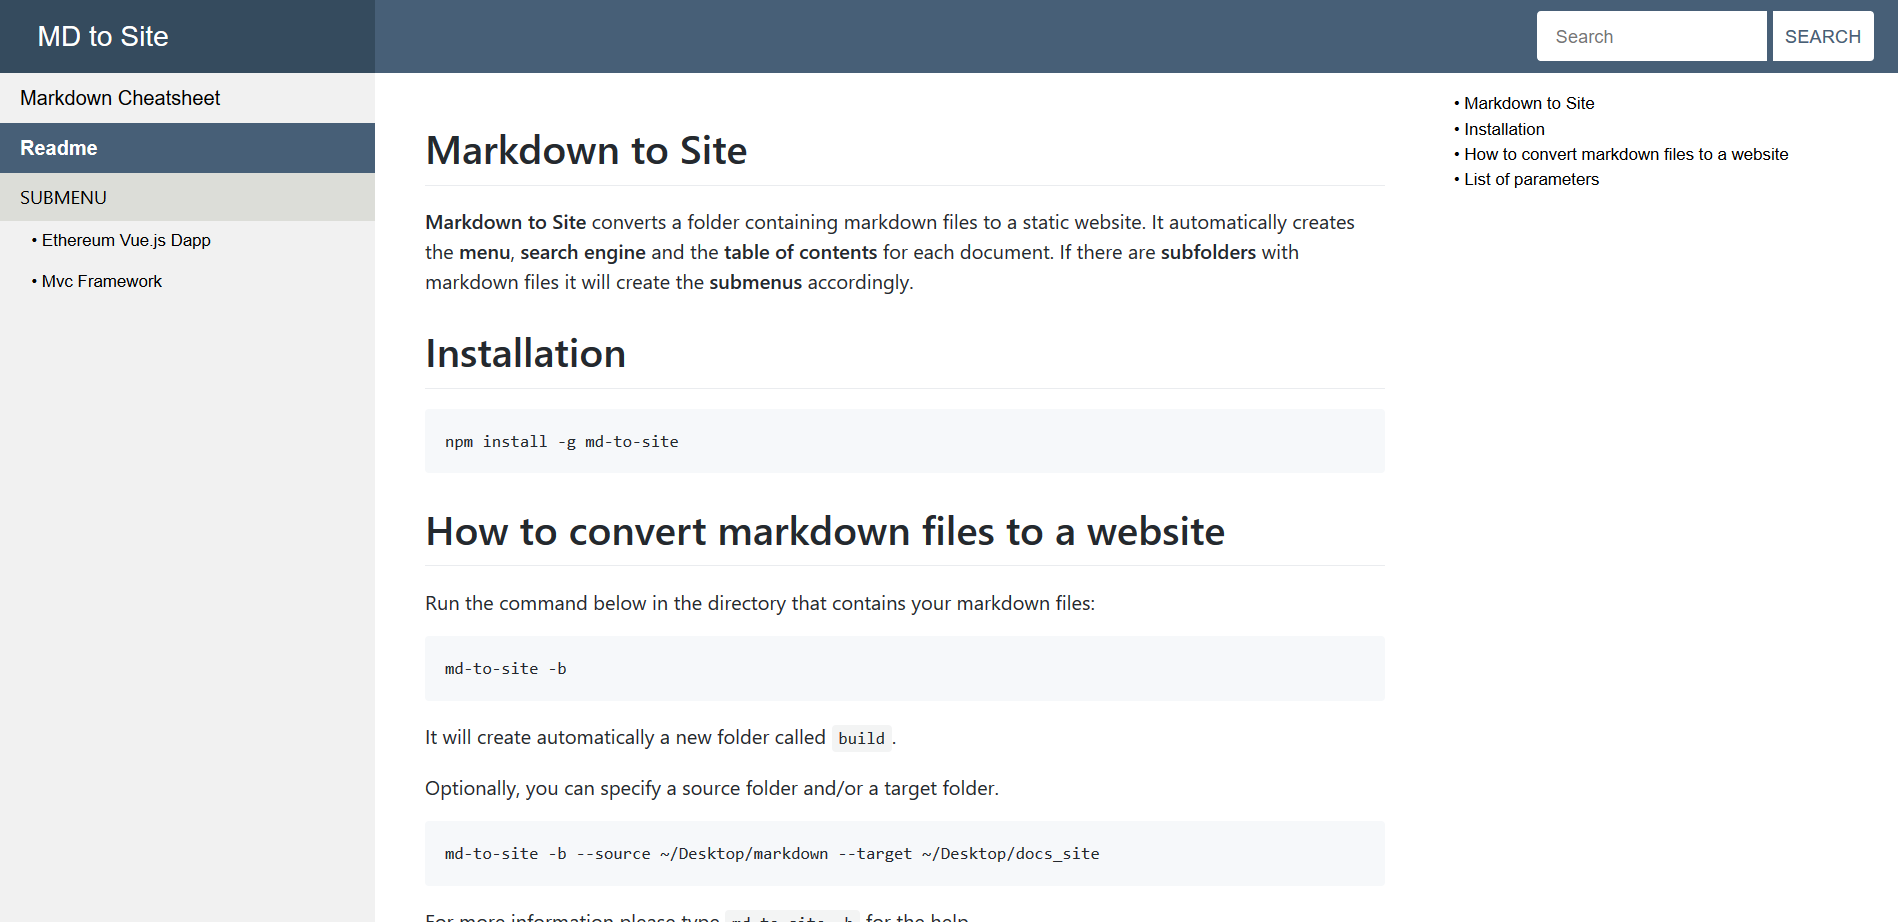 MD to Site
Search
SEARCH
Markdown Cheatsheet
Readme
SUBMENU
• Ethereum Vue.js Dapp
• Mvc Framework
Markdown to Site
Markdown to Site converts a folder containing markdown files to a static website. It automatically creates
the menu, search engine and the table of contents for each document. If there are subfolders with
markdown files it will create the submenus accordingly.
Installation
npm install -g md-to-site
How to convert markdown files to a website
Run the command below in the directory that contains your markdown files:
md-to-site -b
It will create automatically a new folder called build.
Optionally, you can specify a source folder and/or a target folder.
md-to-site -b --source ~/Desktop/markdown --target ~/Desktop/docs_site
For more information please type md-to-site -h for the help
• Markdown to Site
• Installation
• How to convert markdown files to a website
• List of parameters